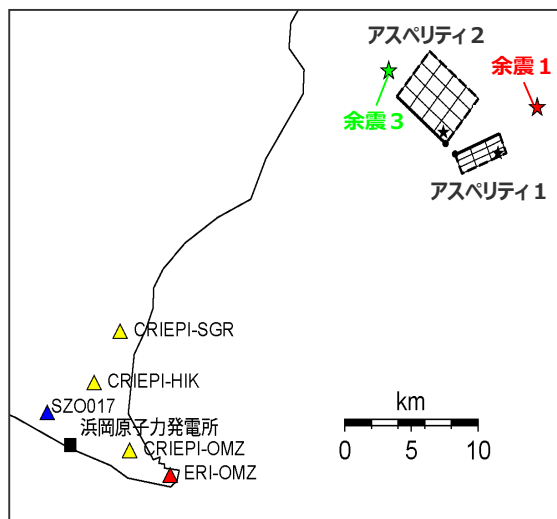 アスペリティ２
余震１
余震３
アスペリティ１
CRIEPI-SGR
CRIEPI-HIK
SZO017
浜岡原子力発電所
CRIEPI-OMZ
ERI-OMZ
km
0 5 10